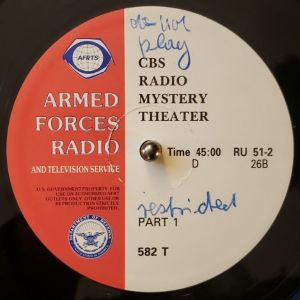 do not
play
AFRTS
ARMED
FORCES
RADIO
AND TELEVISION SERVICE
U.S. GOVERNMENT PROPERTY FOR
USE ON AUTHORIZED AFRT
OUTLETS ONLY. OTHER USE OR
REPRODUCTION STRICTLY
PROHIBITED.
CBS
RADIO
MYSTERY
THEATER
Time 45:00 RU 51-2
D 26B
restricted
PART 1
582 T